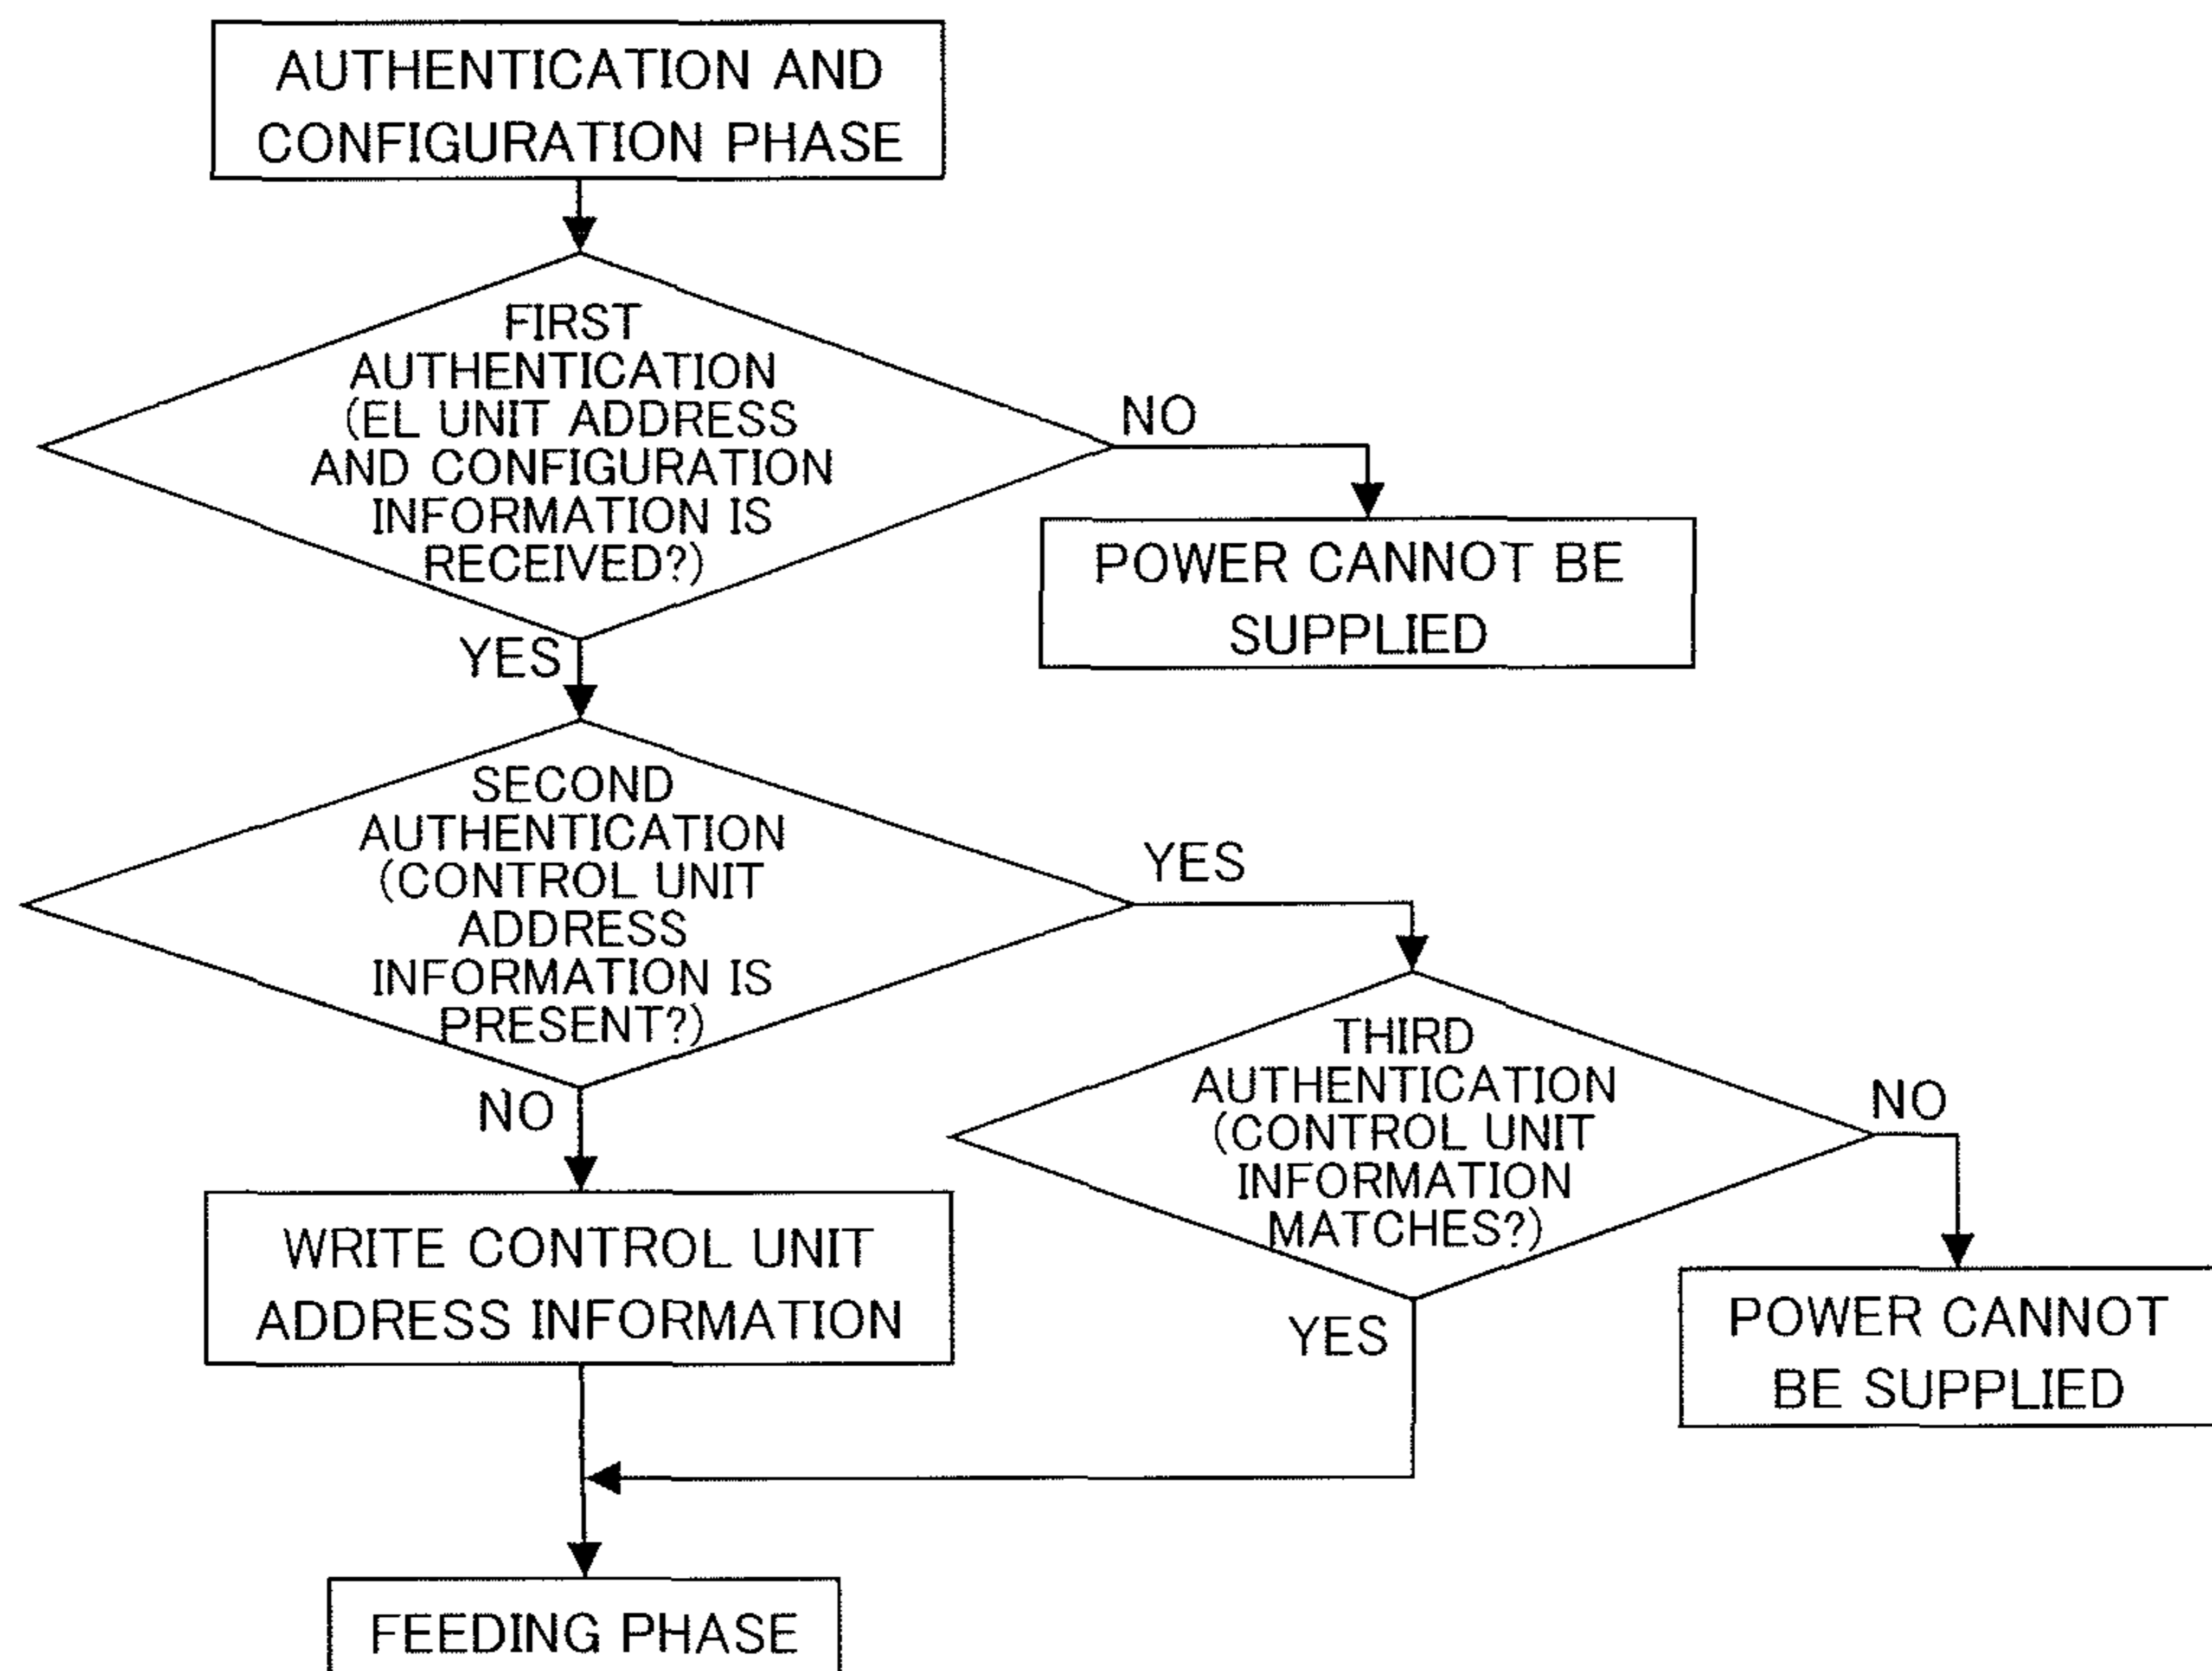 AUTHENTICATION AND
CONFIGURATION PHASE
FIRST
AUTHENTICATION
(EL UNIT ADDRESS
AND CONFIGURATION
INFORMATION IS
RECEIVED?)
NO
POWER CANNOT BE
SUPPLIED
YES
SECOND
AUTHENTICATION
(CONTROL UNIT
ADDRESS
INFORMATION IS
PRESENT?)
YES
THIRD
AUTHENTICATION
(CONTROL UNIT
INFORMATION
MATCHES?)
NO
POWER CANNOT
BE SUPPLIED
NO
WRITE CONTROL UNIT
ADDRESS INFORMATION
YES
FEEDING PHASE